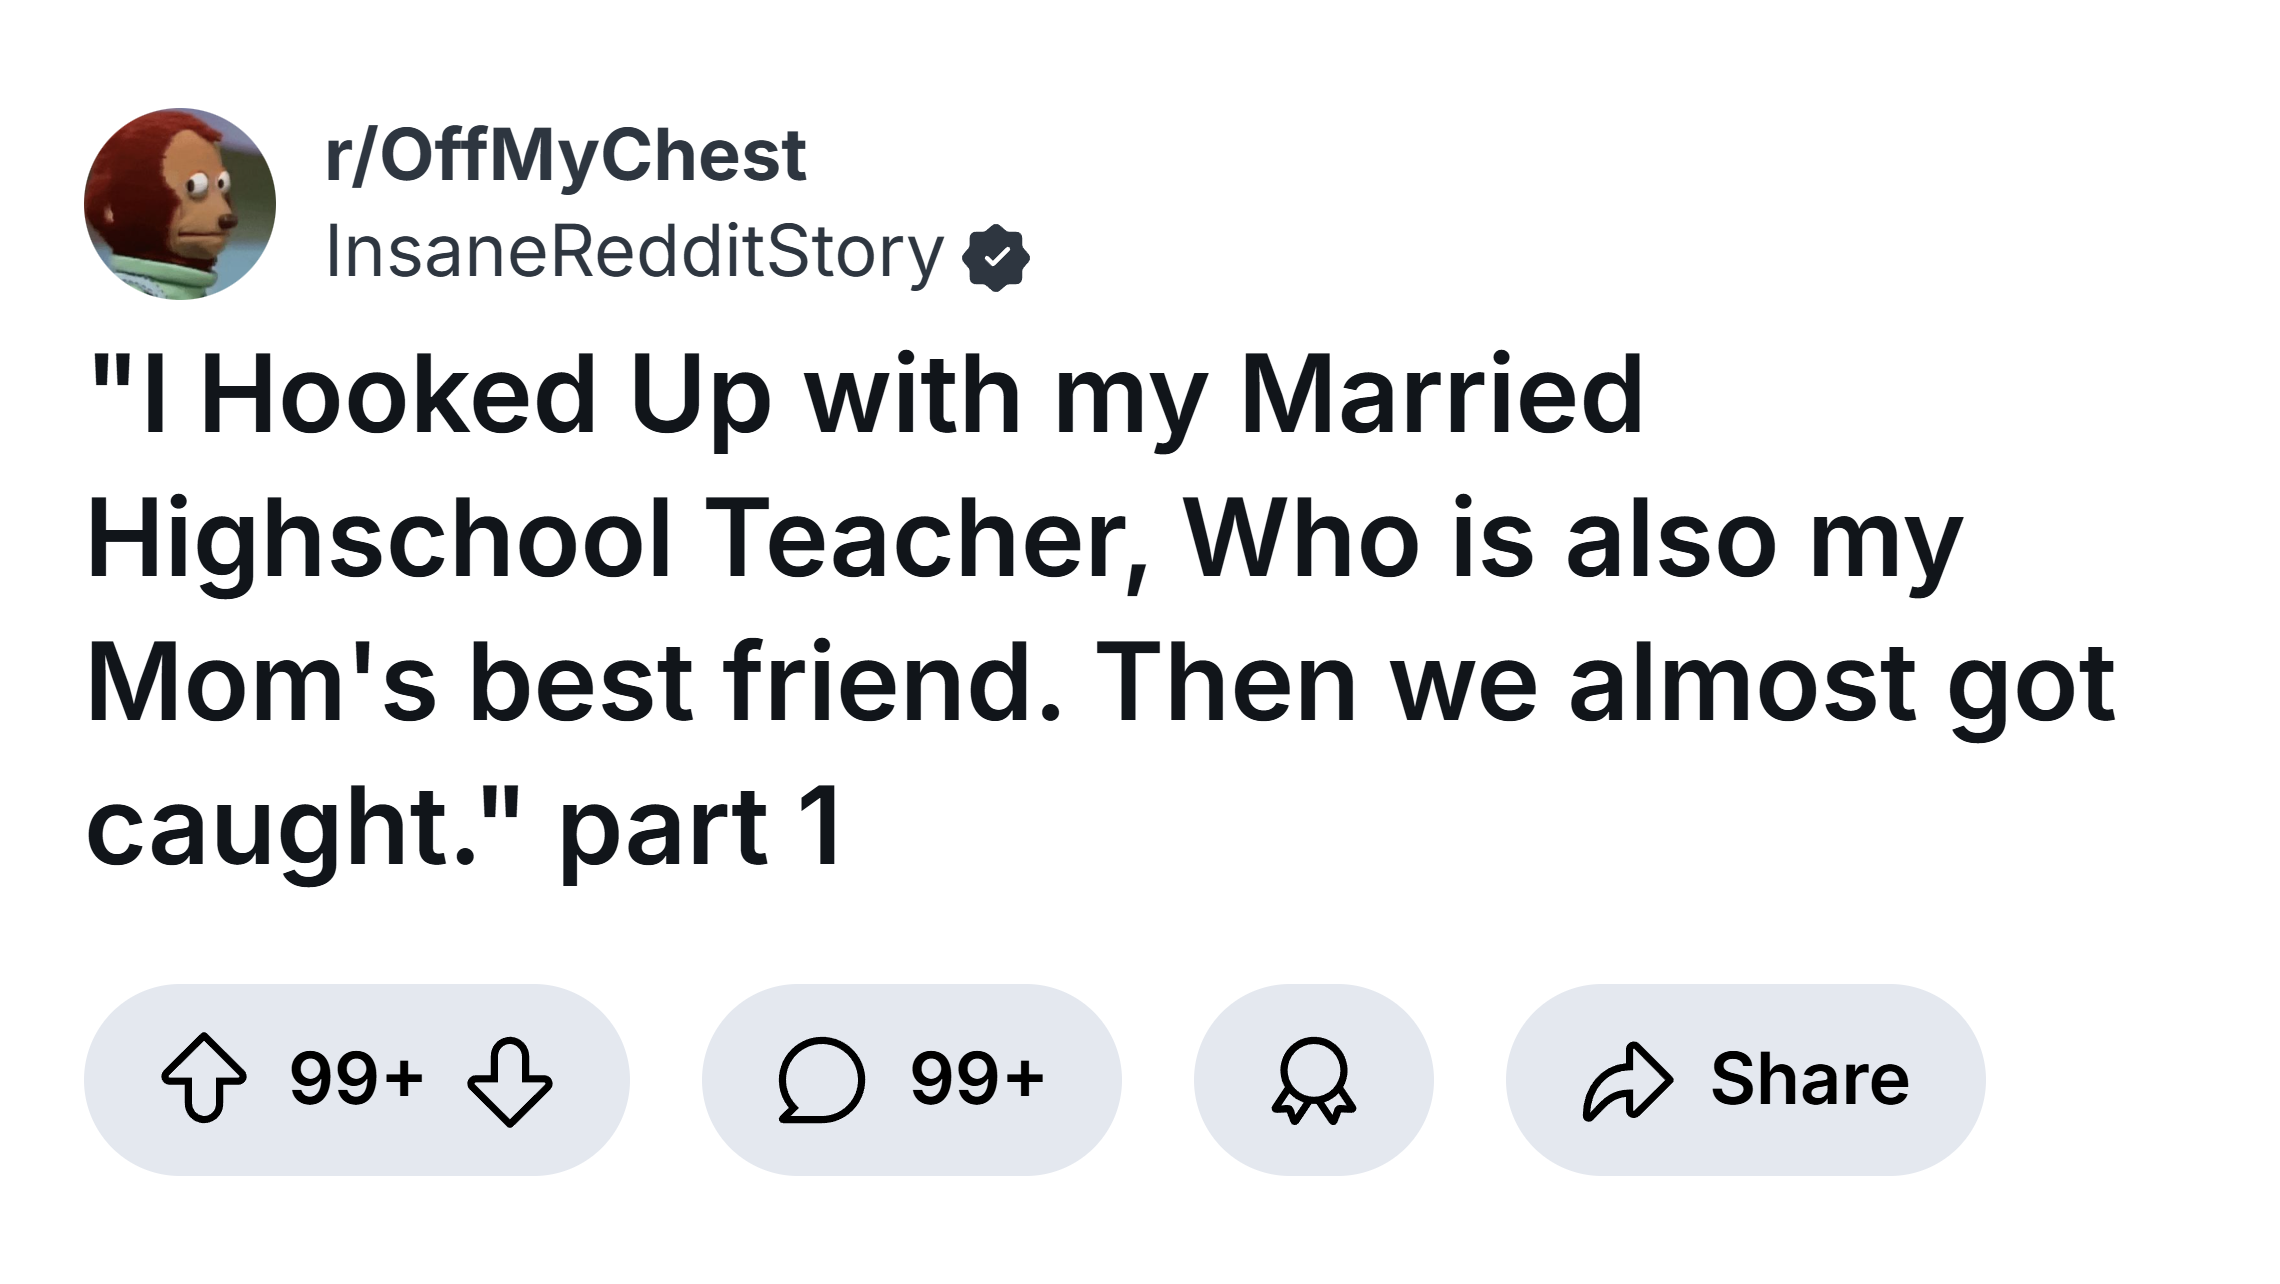 r/OffMyChest
InsaneRedditStory
"I Hooked Up with my Married
Highschool Teacher, Who is also my
Mom's best friend. Then we almost got
caught." part 1
99+
99+
Share